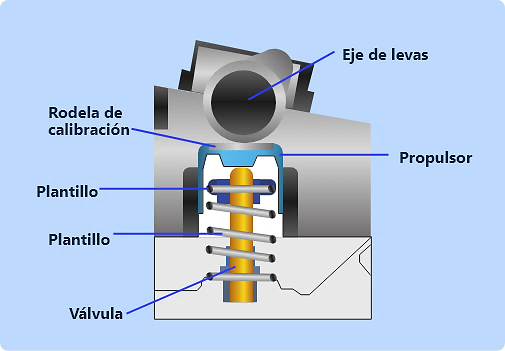 Eje de levas
Rodela de
calibración
Propulsor
Plantillo
Plantillo
Válvula